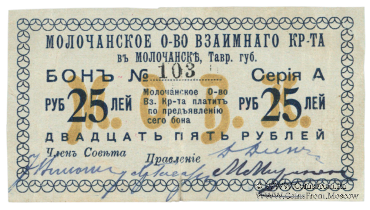 МОЛОЧАНСКОЕ О-ВО ВЗАИМНАГО КР-ТА
въ МОЛОЧАНСКѢ, Тавр. губ.
БОНЪ № 103 Серія А
РУБ 25 ЛЕЙ
Молочанское О-во
Вз. Кр-та платитъ
по предъявленію
сего бона
РУБ 25 ЛЕЙ
ДВАДЦАТЬ ПЯТЬ РУБЛЕЙ
Членъ Совѣта Правленіе